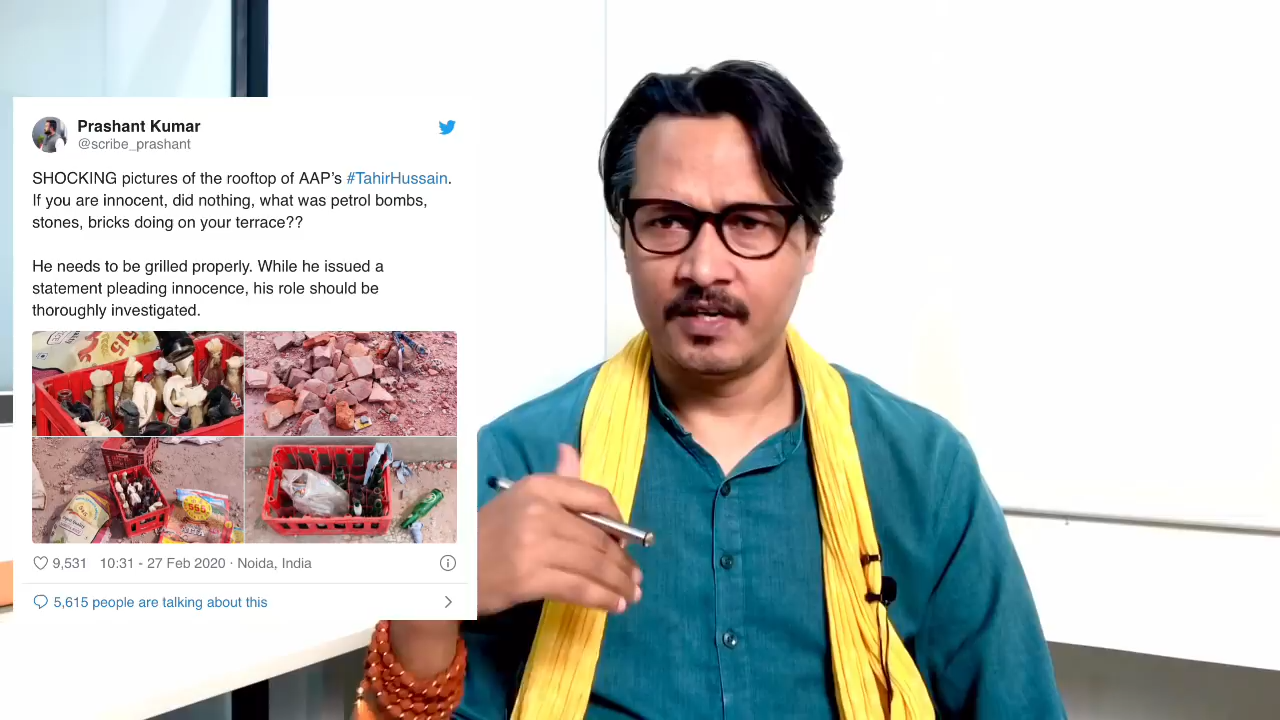 Prashant Kumar
@scribe_prashant
SHOCKING pictures of the rooftop of AAP's #TahirHussain.
If you are innocent, did nothing, what was petrol bombs,
stones, bricks doing on your terrace??
He needs to be grilled properly. While he issued a
statement pleading innocence, his role should be
thoroughly investigated.
555
9,531 10:31 - 27 Feb 2020 · Noida, India
5,615 people are talking about this